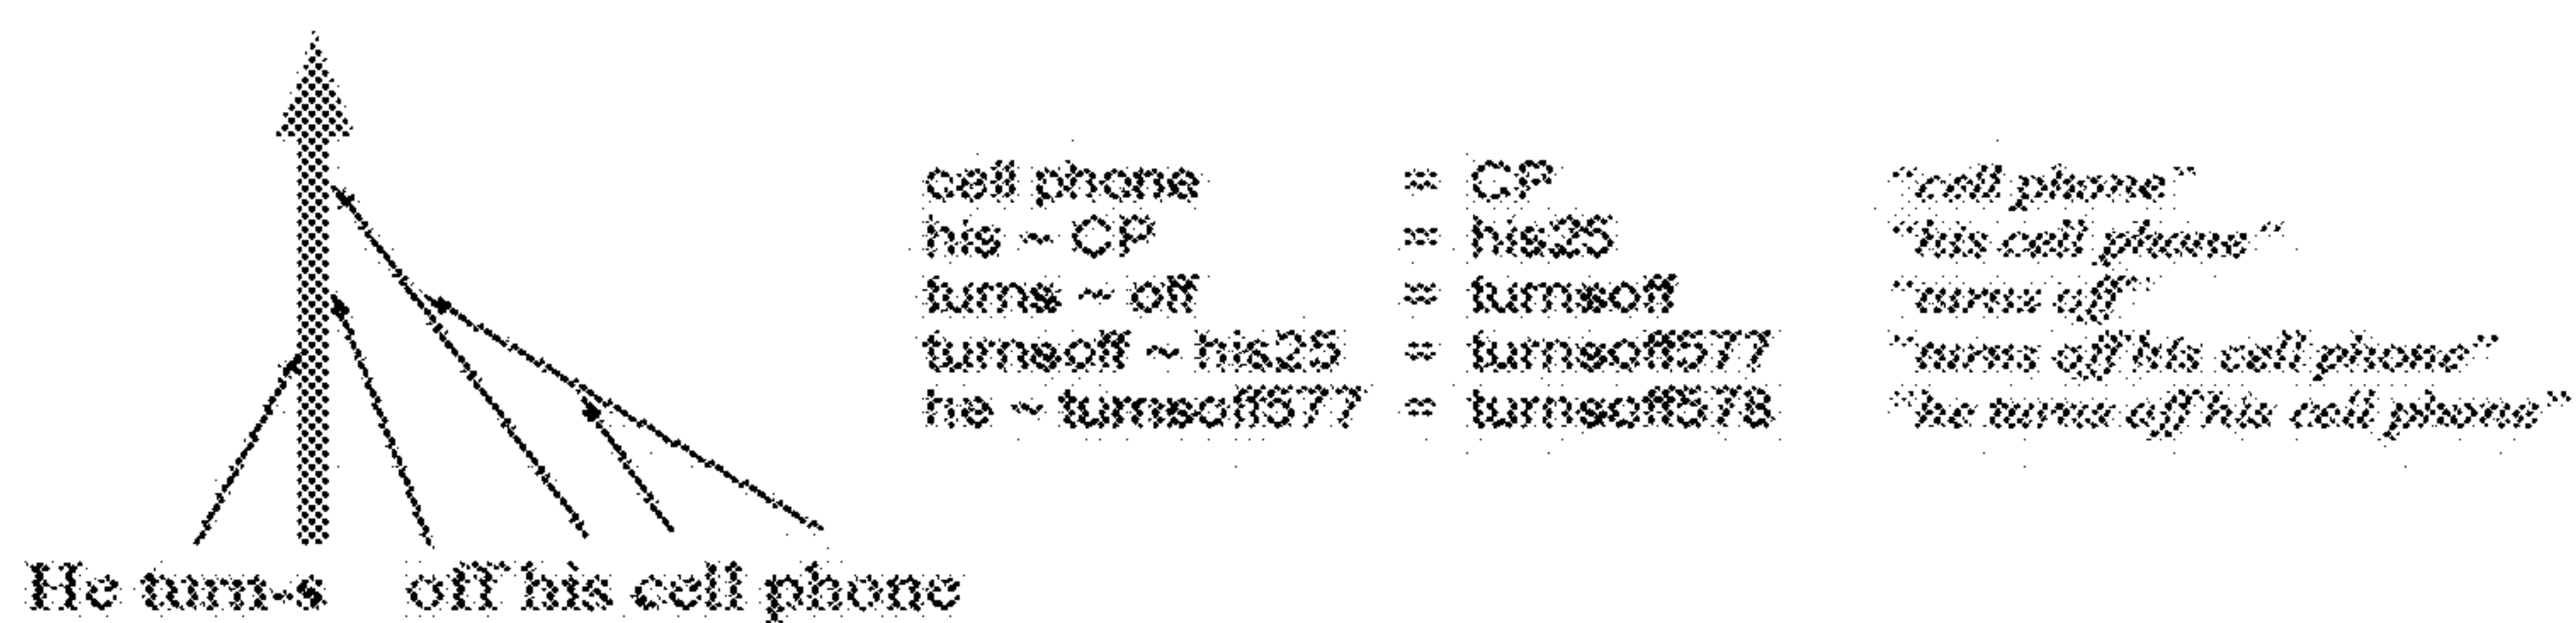 cell phone = CP "cell phone"
his ~ CP = his25 "his cell phone"
turns ~ off = turnsoff "turns off"
turnsoff ~ his25 = turnsoff577 "turns off his cell phone"
he ~ turnsoff577 = turnsoff578 "he turns off his cell phone"
He turn-s off his cell phone